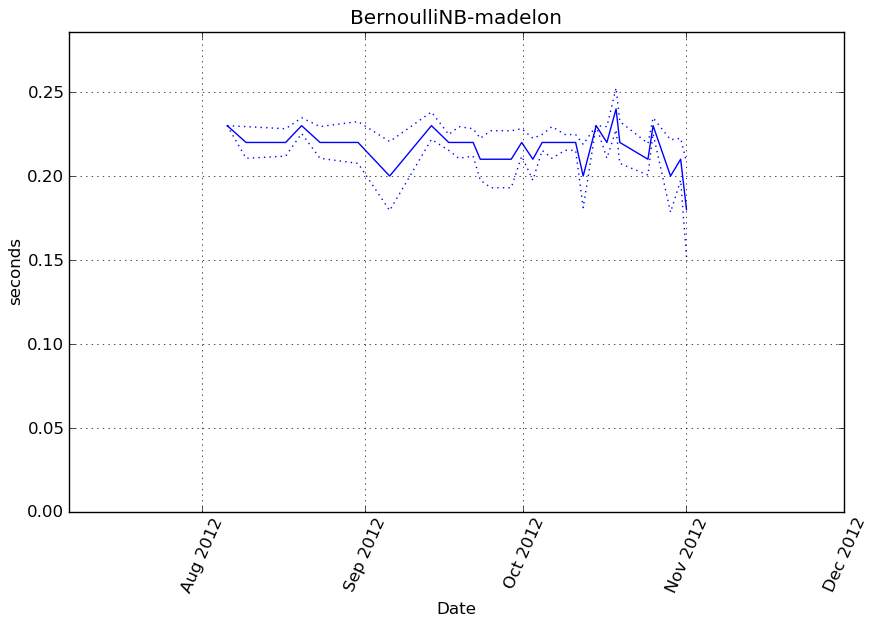 BernoulliNB-madelon
0.25
0.20
0.15
0.10
0.05
0.00
seconds
Aug 2012
Sep 2012
Oct 2012
Nov 2012
Dec 2012
Date